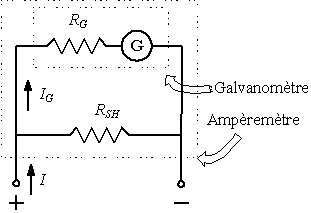 R_G
G
Galvanomètre
I_G
R_SH
Ampèremètre
I
+ −